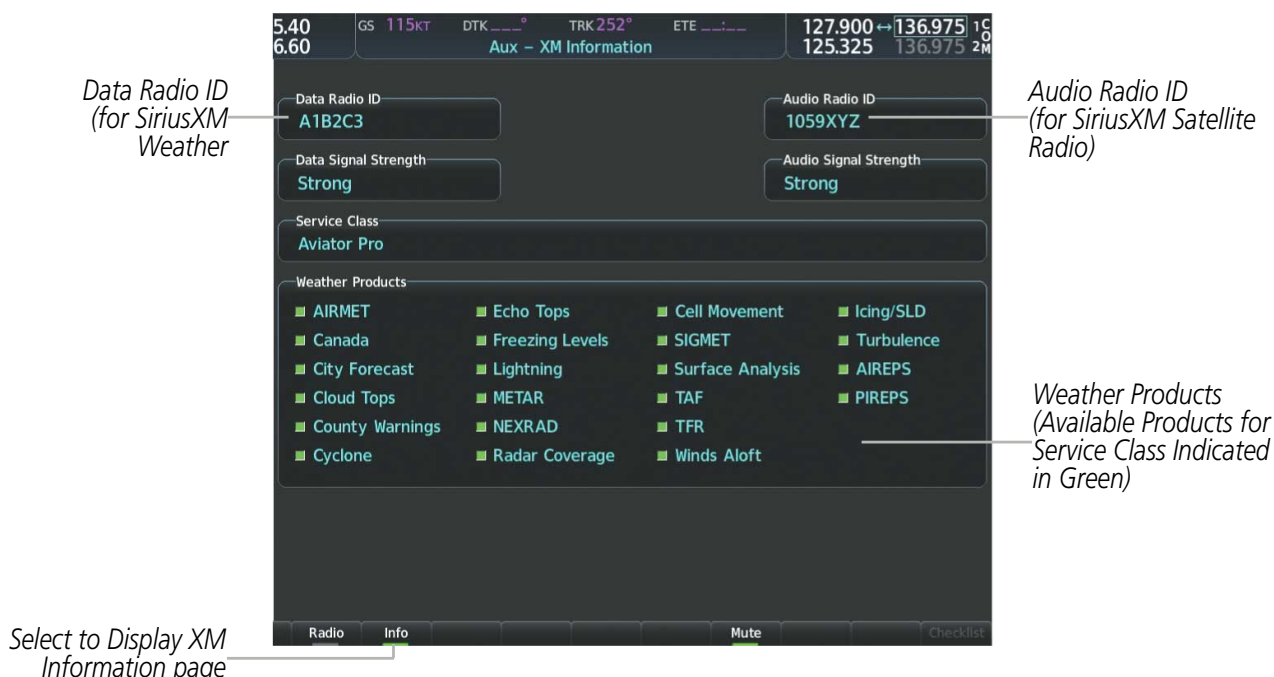 5.40 GS 115KT DTK ___° TRK 252° ETE __:__ 127.900 ↔ 136.975 1 COM
6.60 Aux – XM Information 125.325 136.975 2
Data Radio ID
(for SiriusXM
Weather
Data Radio ID
A1B2C3
Audio Radio ID
1059XYZ
Audio Radio ID
(for SiriusXM Satellite
Radio)
Data Signal Strength
Strong
Audio Signal Strength
Strong
Service Class
Aviator Pro
Weather Products
AIRMET Echo Tops Cell Movement Icing/SLD
Canada Freezing Levels SIGMET Turbulence
City Forecast Lightning Surface Analysis AIREPS
Cloud Tops METAR TAF PIREPS
County Warnings NEXRAD TFR
Cyclone Radar Coverage Winds Aloft
Weather Products
(Available Products for
Service Class Indicated
in Green)
Radio Info Mute Checklist
Select to Display XM
Information page